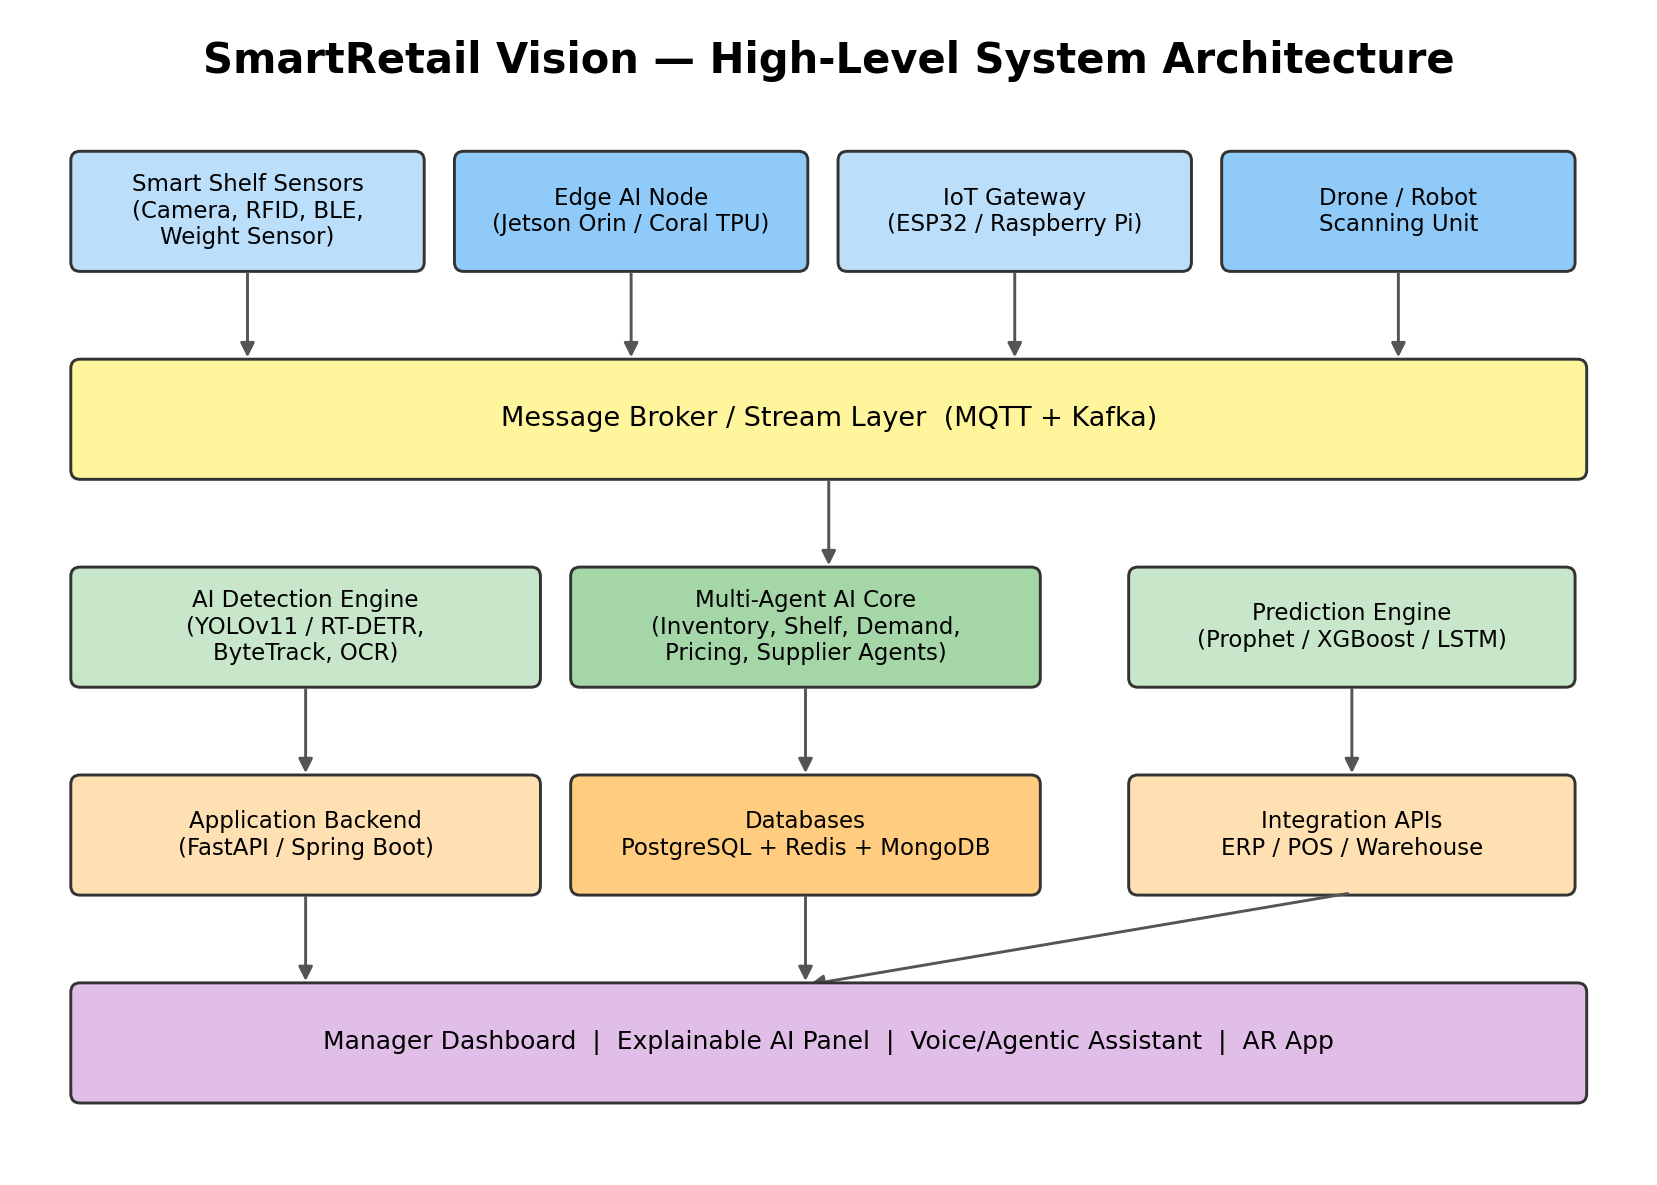 SmartRetail Vision — High-Level System Architecture
Smart Shelf Sensors
(Camera, RFID, BLE,
Weight Sensor)
Edge AI Node
(Jetson Orin / Coral TPU)
IoT Gateway
(ESP32 / Raspberry Pi)
Drone / Robot
Scanning Unit
Message Broker / Stream Layer  (MQTT + Kafka)
AI Detection Engine
(YOLOv11 / RT-DETR,
ByteTrack, OCR)
Multi-Agent AI Core
(Inventory, Shelf, Demand,
Pricing, Supplier Agents)
Prediction Engine
(Prophet / XGBoost / LSTM)
Application Backend
(FastAPI / Spring Boot)
Databases
PostgreSQL + Redis + MongoDB
Integration APIs
ERP / POS / Warehouse
Manager Dashboard  |  Explainable AI Panel  |  Voice/Agentic Assistant  |  AR App